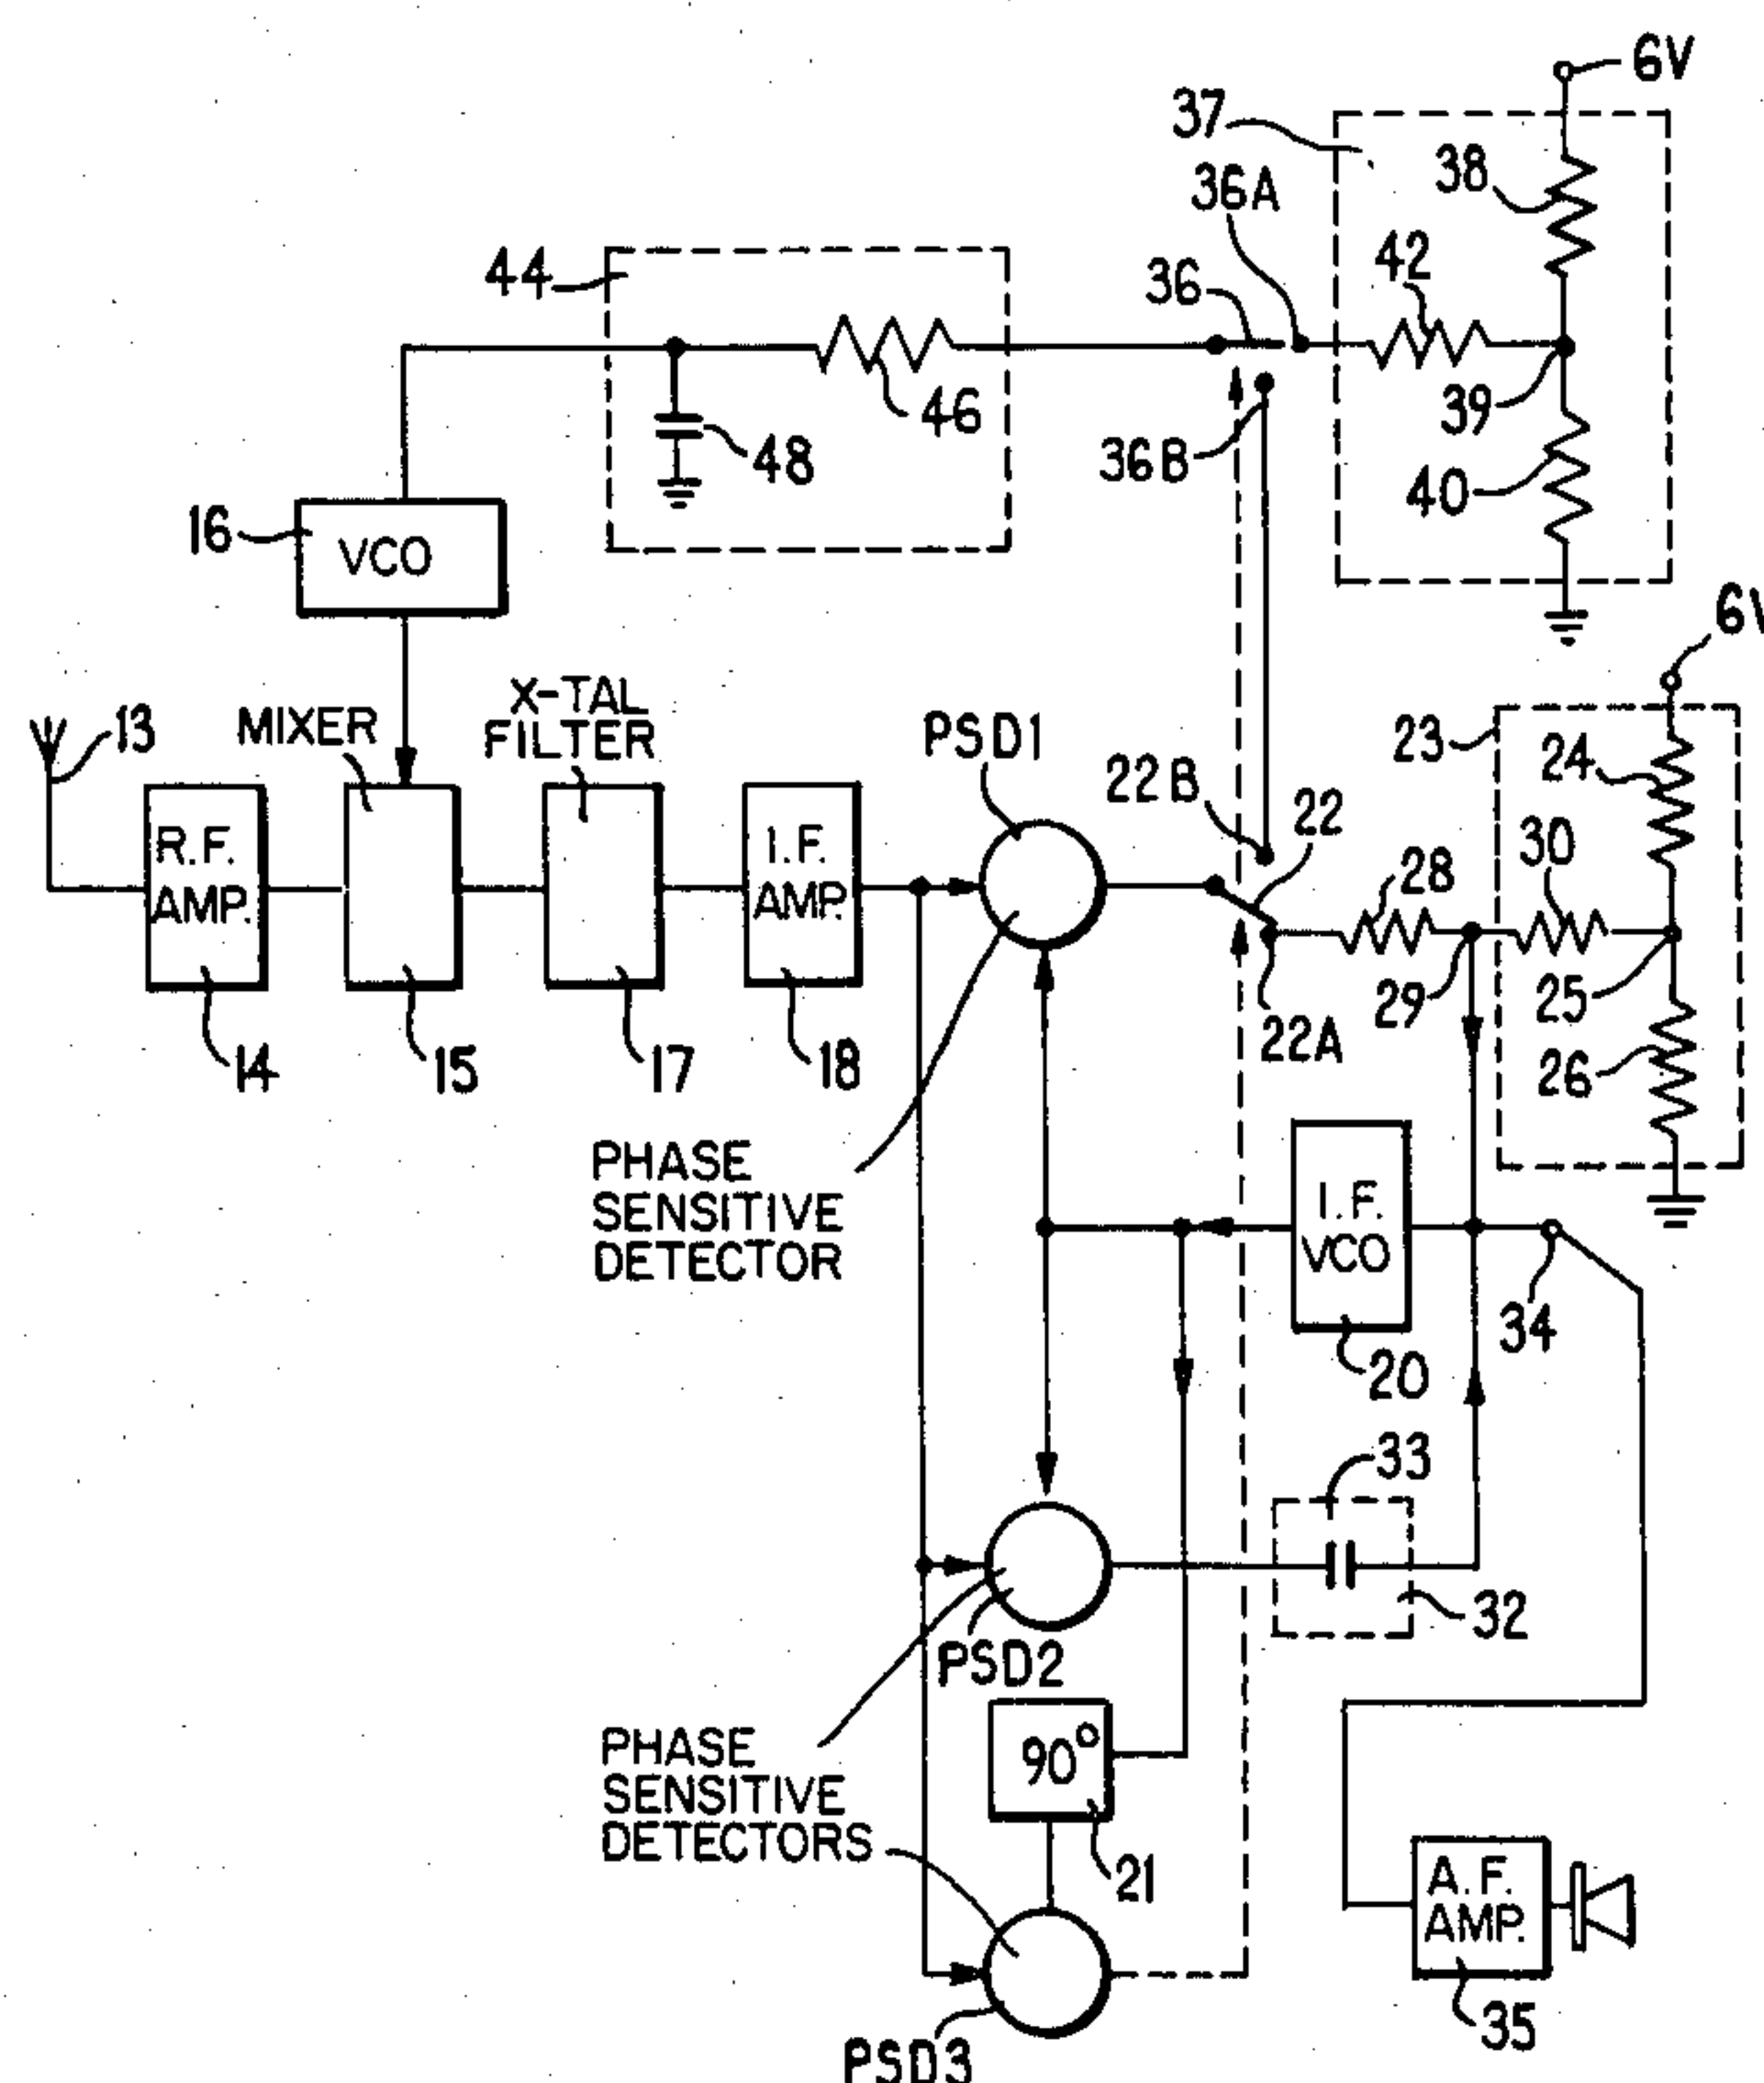 6V
37
38
36A
42
44
36
39
46
36B
48
40
16
VCO
6V
X-TAL
FILTER
13
MIXER
PSD1
23
24
22B
22
30
28
R.F.
AMP.
I.F.
AMP.
29
25
22A
26
14
15
17
18
PHASE
SENSITIVE
DETECTOR
I.F.
VCO
34
20
33
32
PSD2
PHASE
SENSITIVE
DETECTORS
90°
21
A.F.
AMP.
35
PSD3